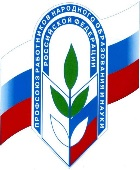 ПРОФСОЮЗ РАБОТНИКОВ НАРОДНОГО ОБРАЗОВАНИЯ И НАУКИ
РОССИЙСКОЙ ФЕДЕРАЦИИ